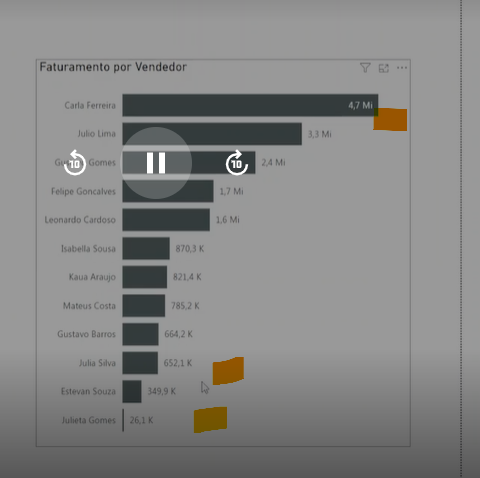 Faturamento por Vendedor
Carla Ferreira 4,7 Mi
Julio Lima 3,3 Mi
Gomes 2,4 Mi
10 10
Felipe Goncalves 1,7 Mi
Leonardo Cardoso 1,6 Mi
Isabella Sousa 870,3 K
Kaua Araujo 821,4 K
Mateus Costa 785,2 K
Gustavo Barros 664,2 K
Julia Silva 652,1 K
Estevan Souza 349,9 K
Julieta Gomes 26,1 K